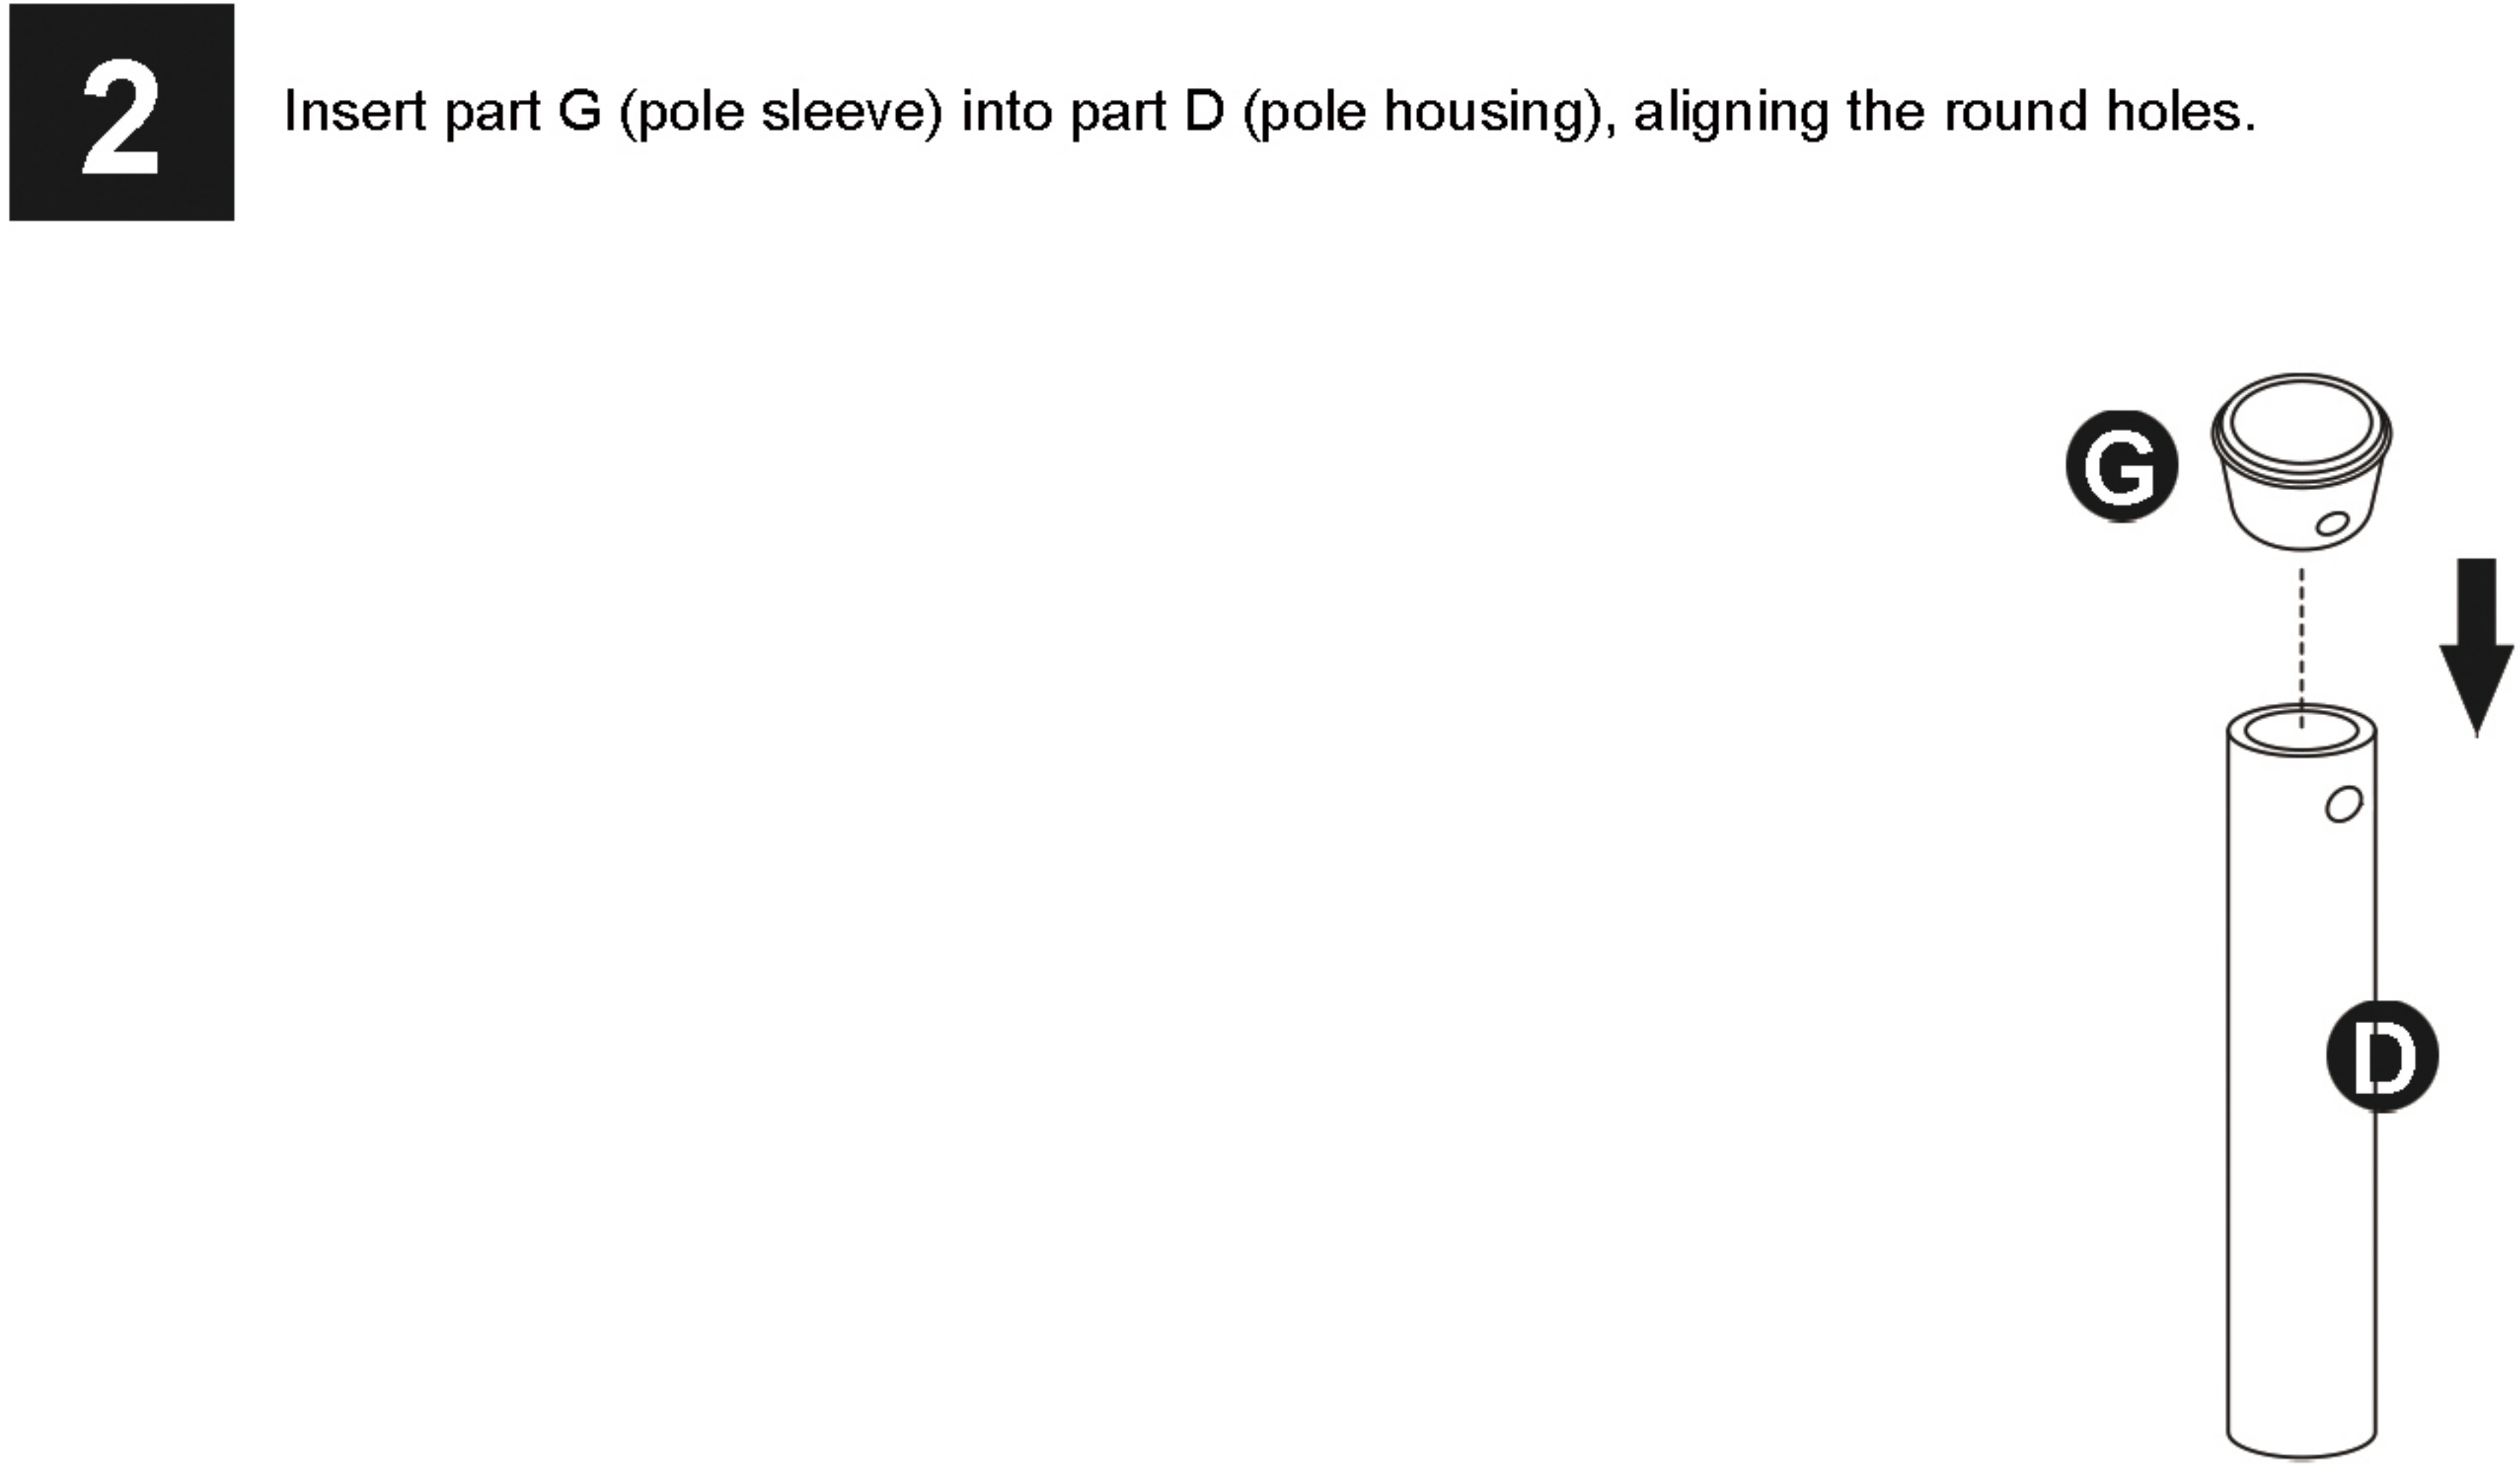 2
Insert part G (pole sleeve) into part D (pole housing), aligning the round holes.
G
D